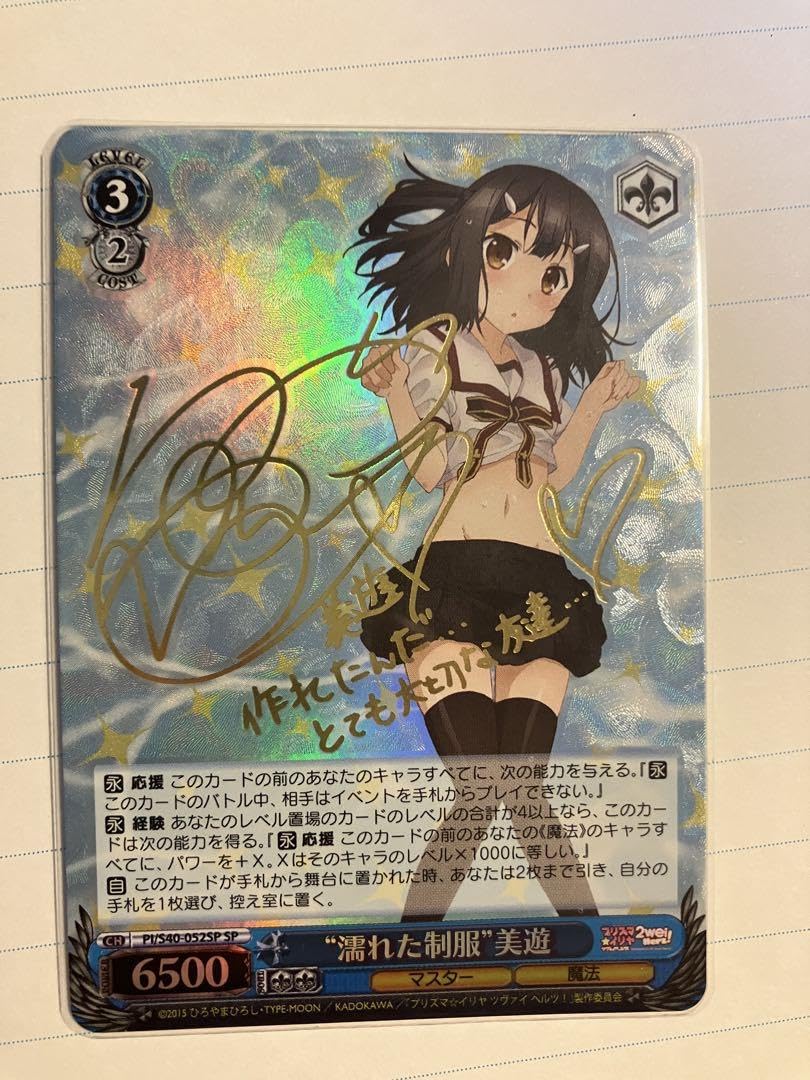 LEVEL
3
2
COST
美遊
作れたんだ…
とても大切な友達…
永 応援 このカードの前のあなたのキャラすべてに、次の能力を与える。『永
このカードのバトル中、相手はイベントを手札からプレイできない。』
永 経験 あなたのレベル置場のカードのレベルの合計が4以上なら、このカー
ドは次の能力を得る。『永 応援 このカードの前のあなたの《魔法》のキャラす
べてに、パワーを+X。Xはそのキャラのレベル×1000に等しい。』
自 このカードが手札から舞台に置かれた時、あなたは2枚まで引き、自分の
手札を1枚選び、控え室に置く。
CH PI/S40-052SP SP
“濡れた制服”美遊
プリズマ☆イリヤ 2wei Herz!
POWER 6500
SOUL
マスター 魔法
©2015 ひろやまひろし・TYPE-MOON / KADOKAWA /「プリズマ☆イリヤ ツヴァイ ヘルツ!」製作委員会